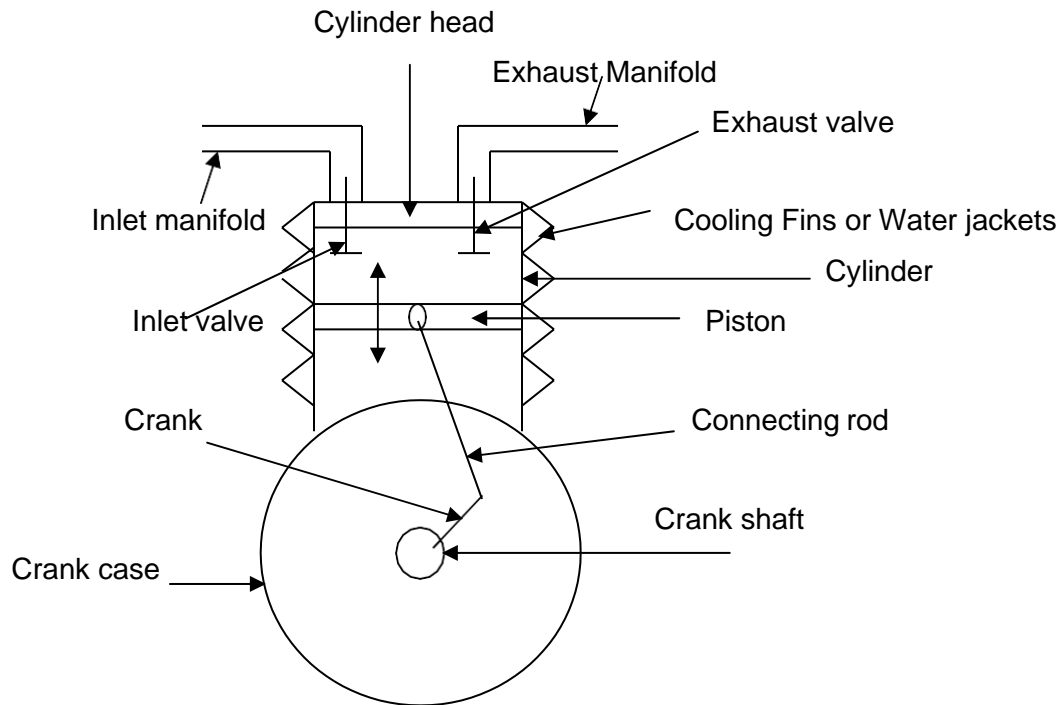 Cylinder head
Exhaust Manifold
Exhaust valve
Inlet manifold
Cooling Fins or Water jackets
Cylinder
Inlet valve
Piston
Crank
Connecting rod
Crank shaft
Crank case